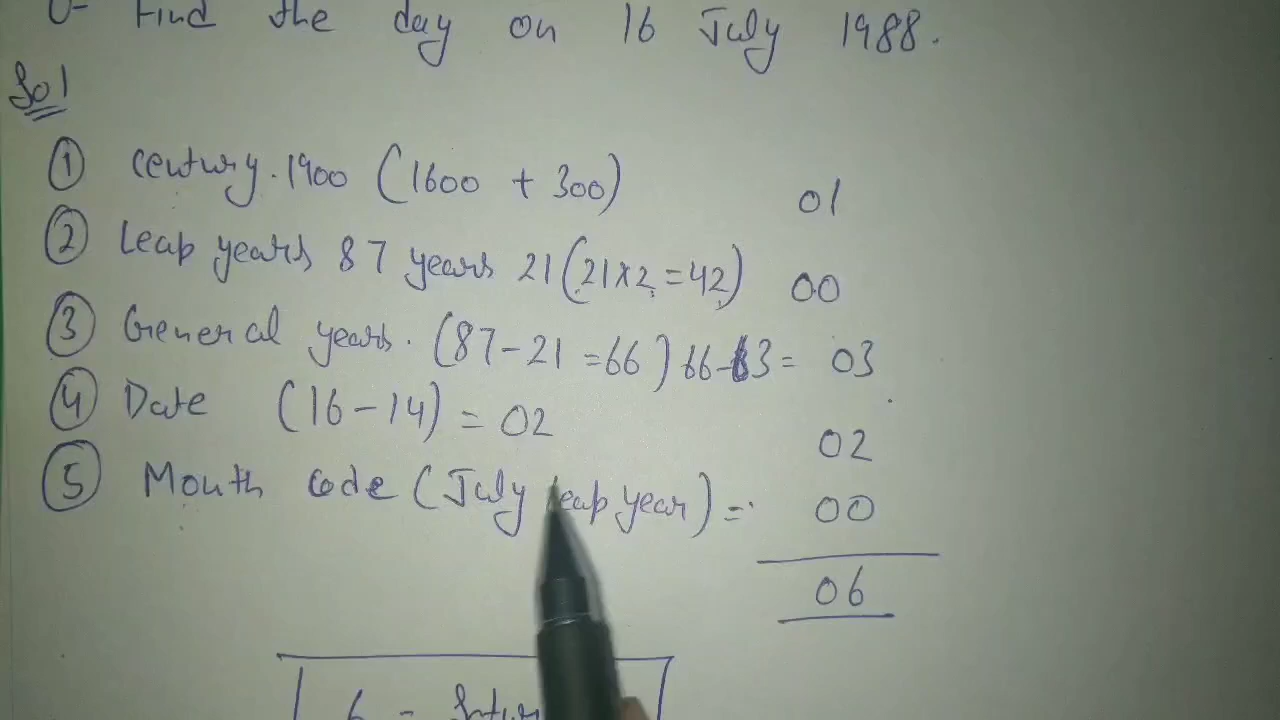 Find the day on 16 July 1988.
Sol
① Century. 1900 (1600 + 300) 01
② Leap years 87 years 21 (21x2 = 42) 00
③ General years. (87-21 = 66) 66-63 = 03
④ Date (16-14) = 02 02
⑤ Month Code (July leap year) = 00
06
6 -